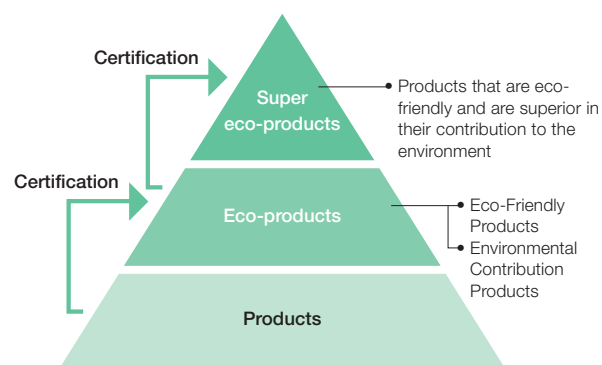 Certification
Super
eco-products
Products that are eco-
friendly and are superior in
their contribution to the
environment
Certification
Eco-products
Eco-Friendly
Products
Environmental
Contribution
Products
Products